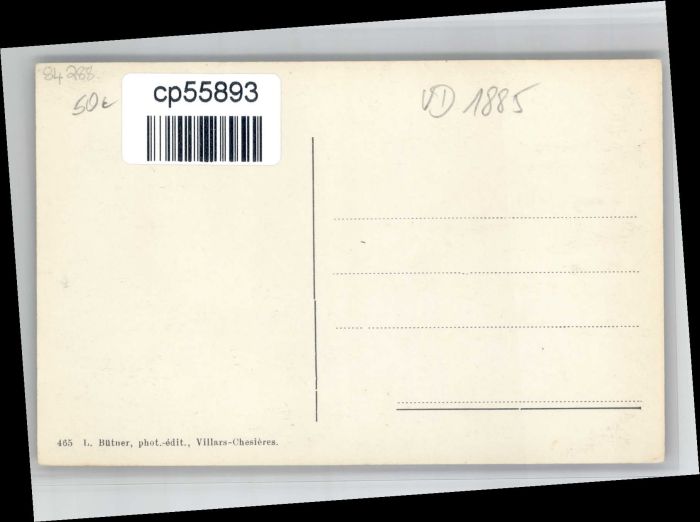 84 288.
50c
cp55893
VD 1885
465 L. Bütner, phot.-édit., Villars-Chesières.